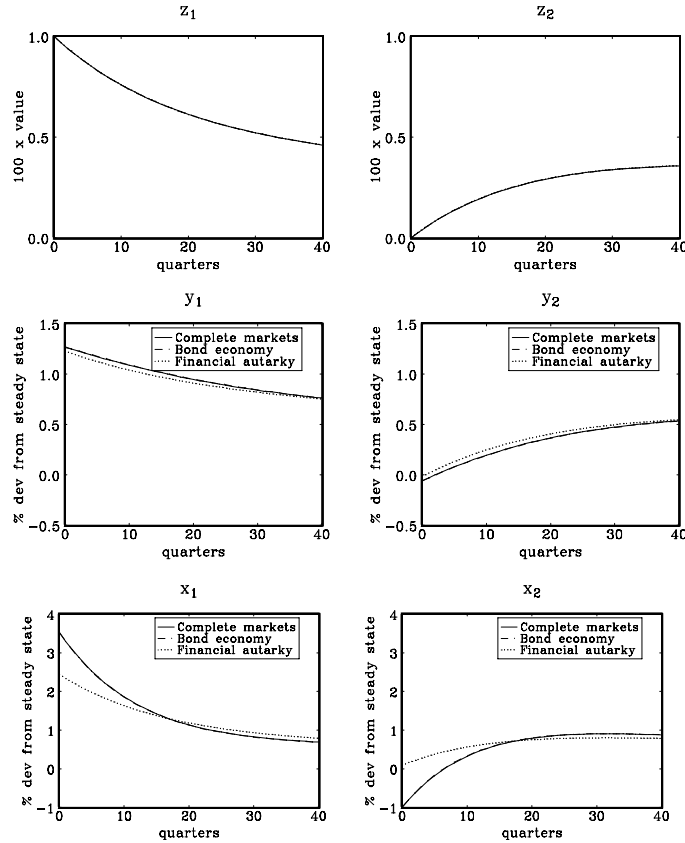 z1
z2
100 x value
1.0
0.5
0.0
0 10 20 30 40
quarters
100 x value
1.0
0.5
0.0
0 10 20 30 40
quarters
y1
y2
% dev from steady state
1.5
1.0
0.5
0.0
−0.5
Complete markets
Bond economy
Financial autarky
0 10 20 30 40
quarters
% dev from steady state
1.5
1.0
0.5
0.0
−0.5
Complete markets
Bond economy
Financial autarky
0 10 20 30 40
quarters
x1
x2
% dev from steady state
4
3
2
1
0
−1
Complete markets
Bond economy
Financial autarky
0 10 20 30 40
quarters
% dev from steady state
4
3
2
1
0
−1
Complete markets
Bond economy
Financial autarky
0 10 20 30 40
quarters